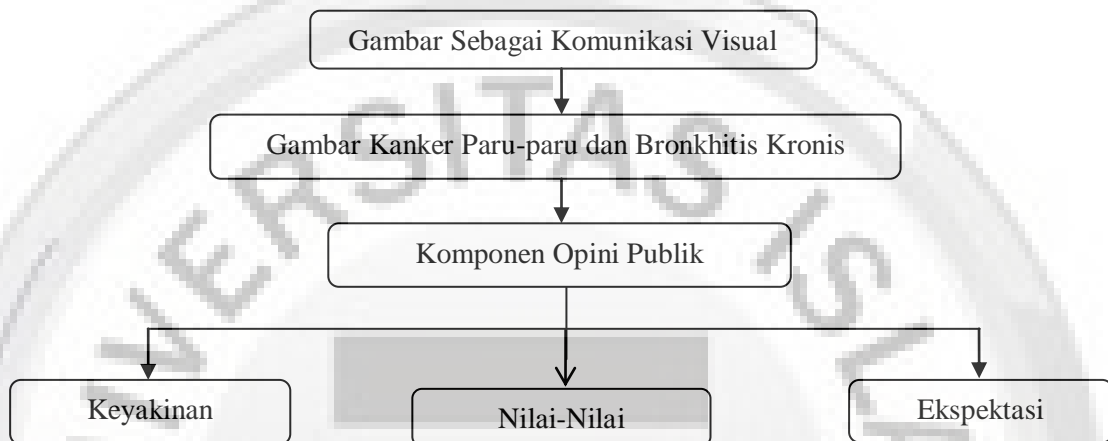 Gambar Sebagai Komunikasi Visual
Gambar Kanker Paru-paru dan Bronkhitis Kronis
Komponen Opini Publik
Keyakinan
Nilai-Nilai
Ekspektasi